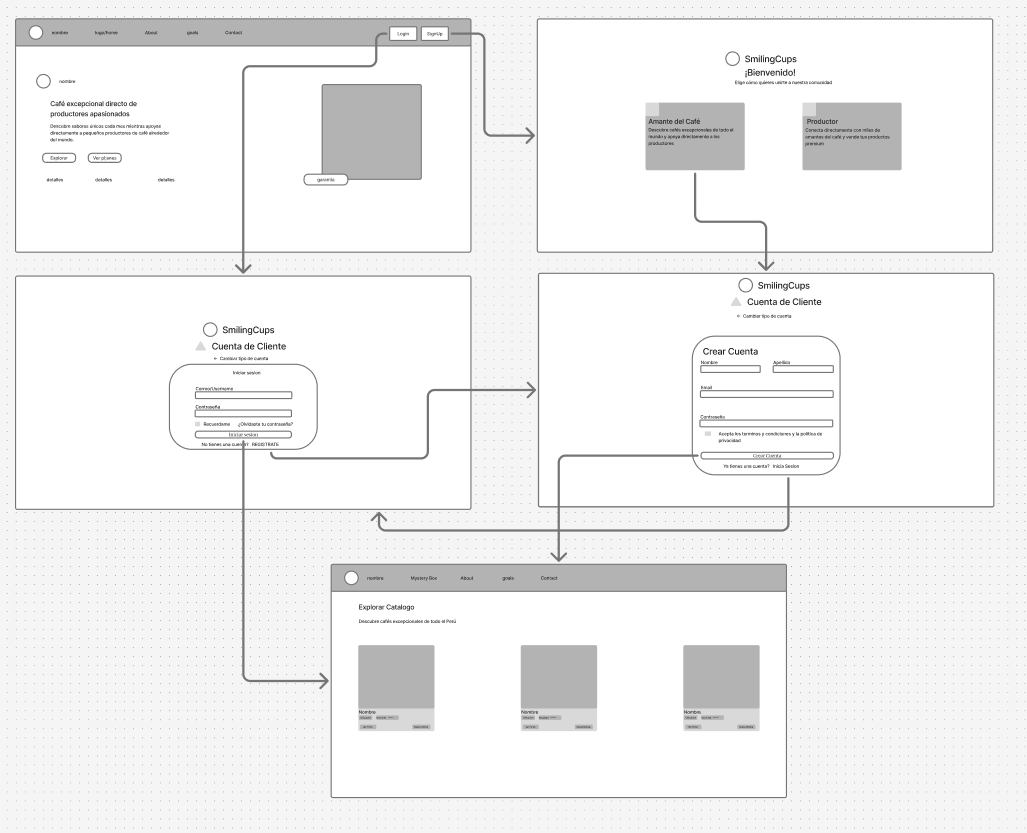 nombre logo/home About goals Contact Login SignUp
nombre
Café excepcional directo de
productores apasionados
Descubre sabores únicos cada mes mientras apoyas
directamente a pequeños productores de café alrededor
del mundo.
Explorar Ver planes
detalles detalles detalles
garantia
SmilingCups
¡Bienvenido!
Elige cómo quieres unirte a nuestra comunidad
Amante del Café
Descubre cafés excepcionales de todo el
mundo y apoya directamente a los
productores
Productor
Conecta directamente con miles de
amantes del café y vende tus productos
premium
SmilingCups
Cuenta de Cliente
Cambiar tipo de cuenta
Iniciar sesion
Correo/Username
Contraseña
Recuerdame ¿Olvidaste tu contraseña?
Iniciar sesion
No tienes una cuenta? REGISTRATE
SmilingCups
Cuenta de Cliente
Cambiar tipo de cuenta
Crear Cuenta
Nombre Apellido
Email
Contraseña
Acepto los terminos y condiciones y la politica de
privacidad
Crear Cuenta
Ya tienes una cuenta? Inicia Sesion
nombre Mystery Box About goals Contact
Explorar Catalogo
Descubre cafés excepcionales de todo el Perú
Nombre
Nombre
Nombre